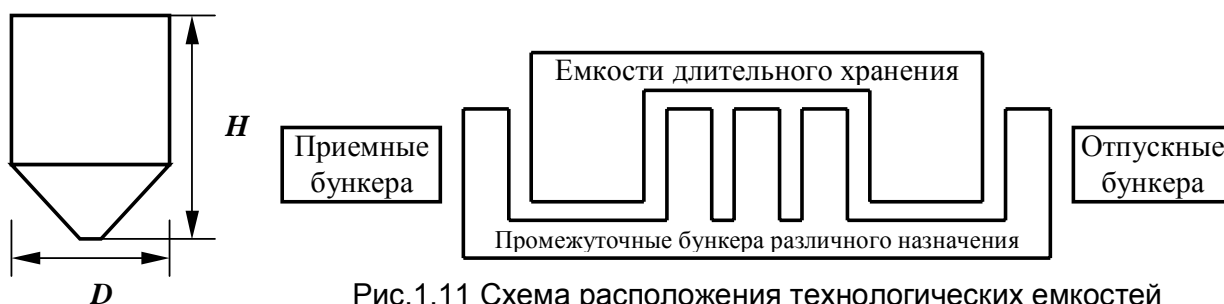 H
D
Приемные
бункера
Емкости длительного хранения
Промежуточные бункера различного назначения
Отпускные
бункера
Рис.1.11 Схема расположения технологических емкостей